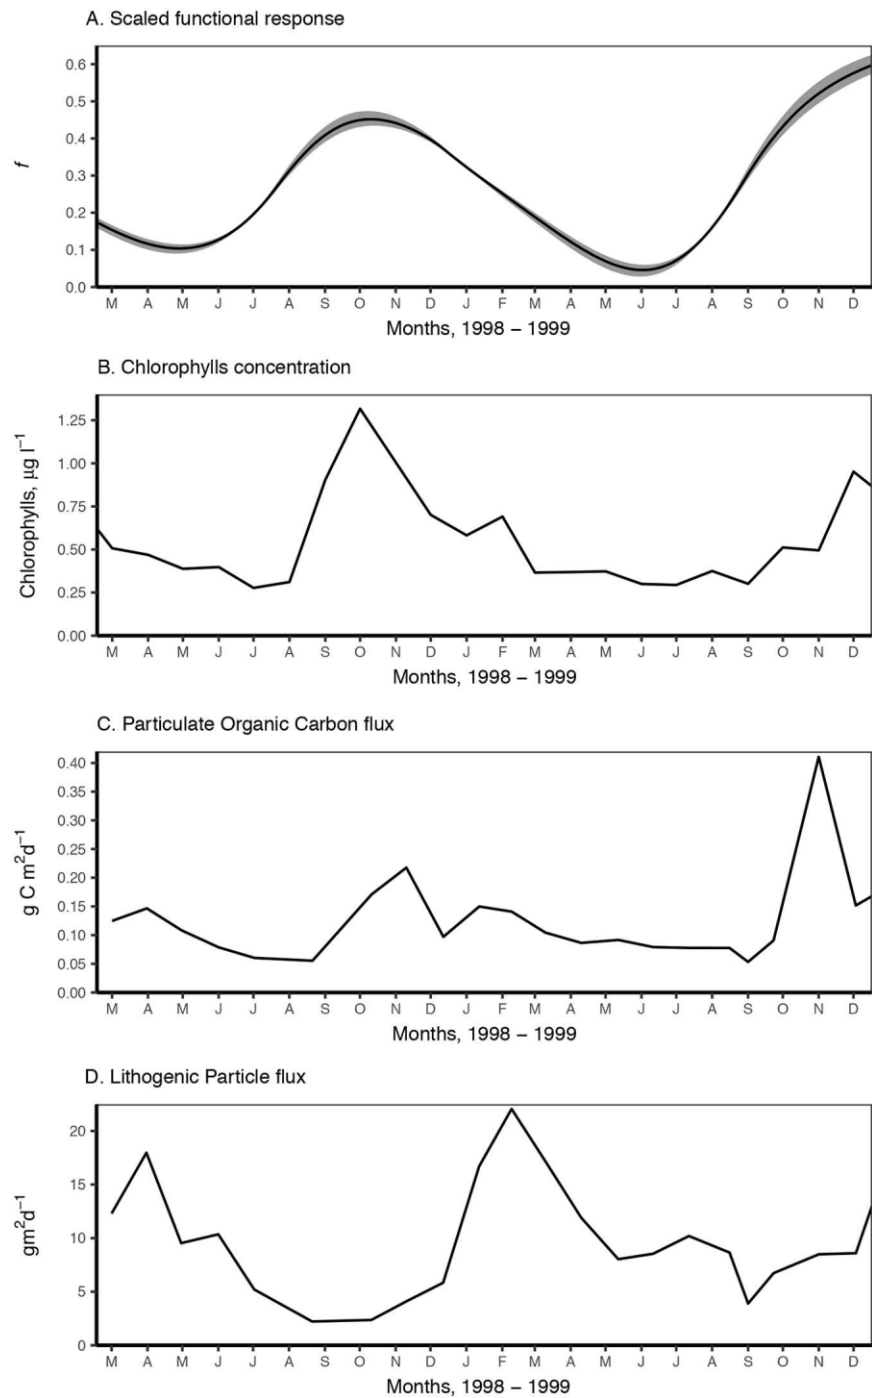 A. Scaled functional response
0.6
0.5
0.4
0.3
0.2
0.1
0.0
f
M A M J J A S O N D J F M A M J J A S O N D
Months, 1998 – 1999
B. Chlorophylls concentration
1.25
1.00
0.75
0.50
0.25
0.00
Chlorophylls, µg l⁻¹
M A M J J A S O N D J F M A M J J A S O N D
Months, 1998 – 1999
C. Particulate Organic Carbon flux
0.40
0.35
0.30
0.25
0.20
0.15
0.10
0.05
0.00
g C m²d⁻¹
M A M J J A S O N D J F M A M J J A S O N D
Months, 1998 – 1999
D. Lithogenic Particle flux
20
15
10
5
0
gm²d⁻¹
M A M J J A S O N D J F M A M J J A S O N D
Months, 1998 – 1999